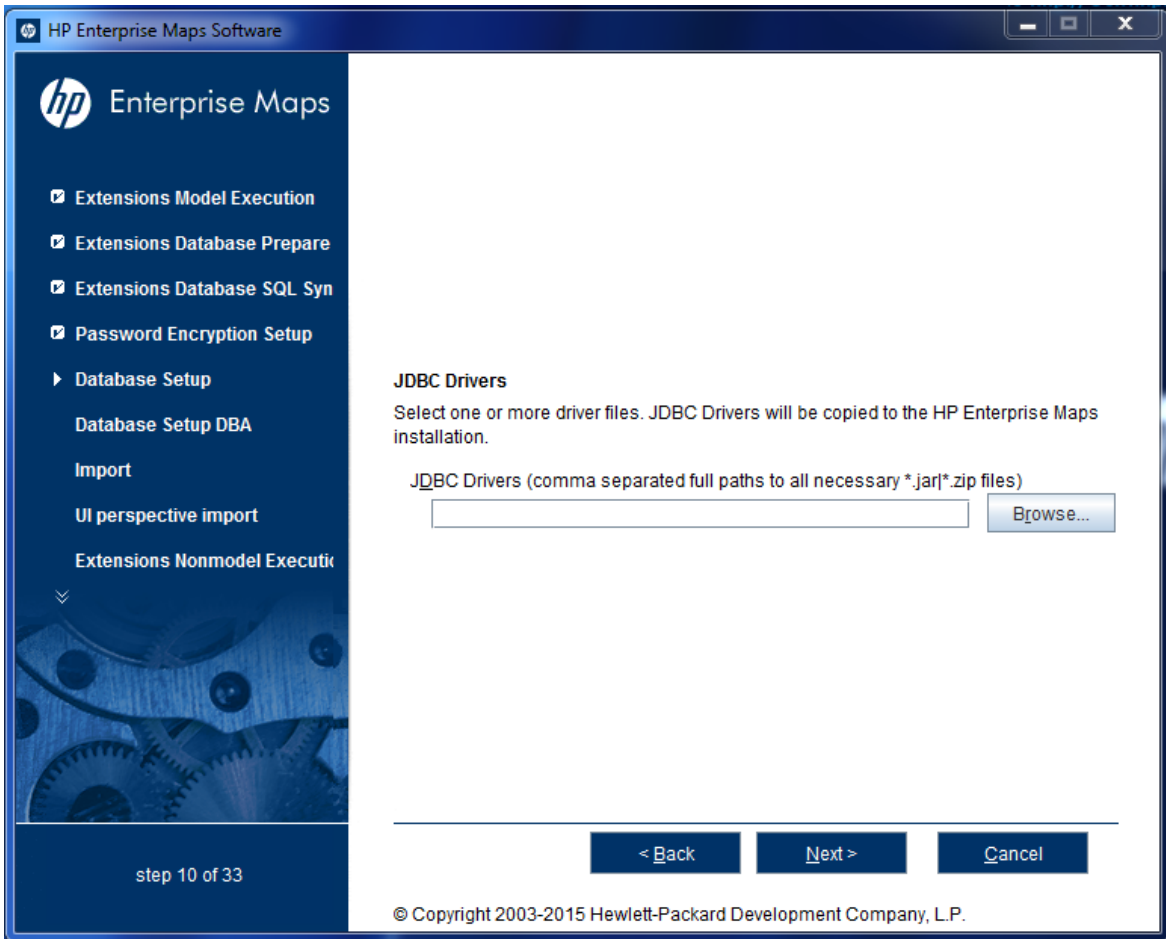 HP Enterprise Maps Software
hp Enterprise Maps
Extensions Model Execution
Extensions Database Prepare
Extensions Database SQL Syn
Password Encryption Setup
Database Setup
Database Setup DBA
Import
UI perspective import
Extensions Nonmodel Executi
step 10 of 33
JDBC Drivers
Select one or more driver files. JDBC Drivers will be copied to the HP Enterprise Maps
installation.
JDBC Drivers (comma separated full paths to all necessary *.jar|*.zip files)
Browse...
< Back
Next >
Cancel
© Copyright 2003-2015 Hewlett-Packard Development Company, L.P.